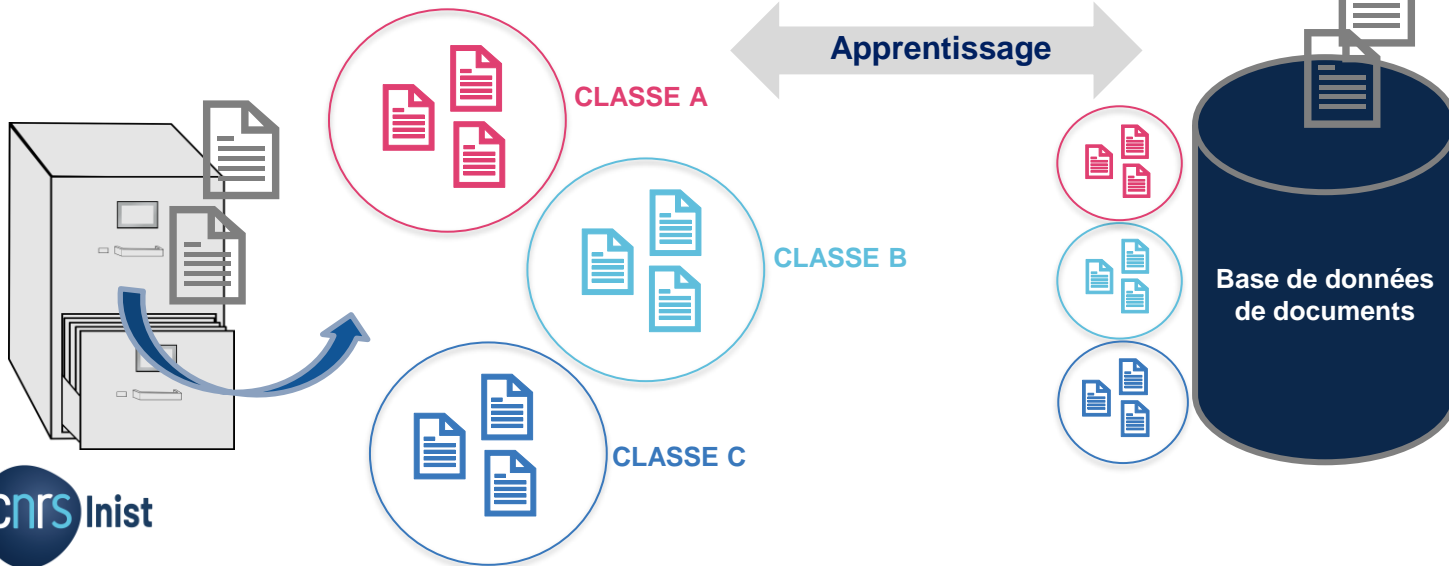 Apprentissage
CLASSE A
CLASSE B
Base de données
de documents
CLASSE C
cnrs Inist